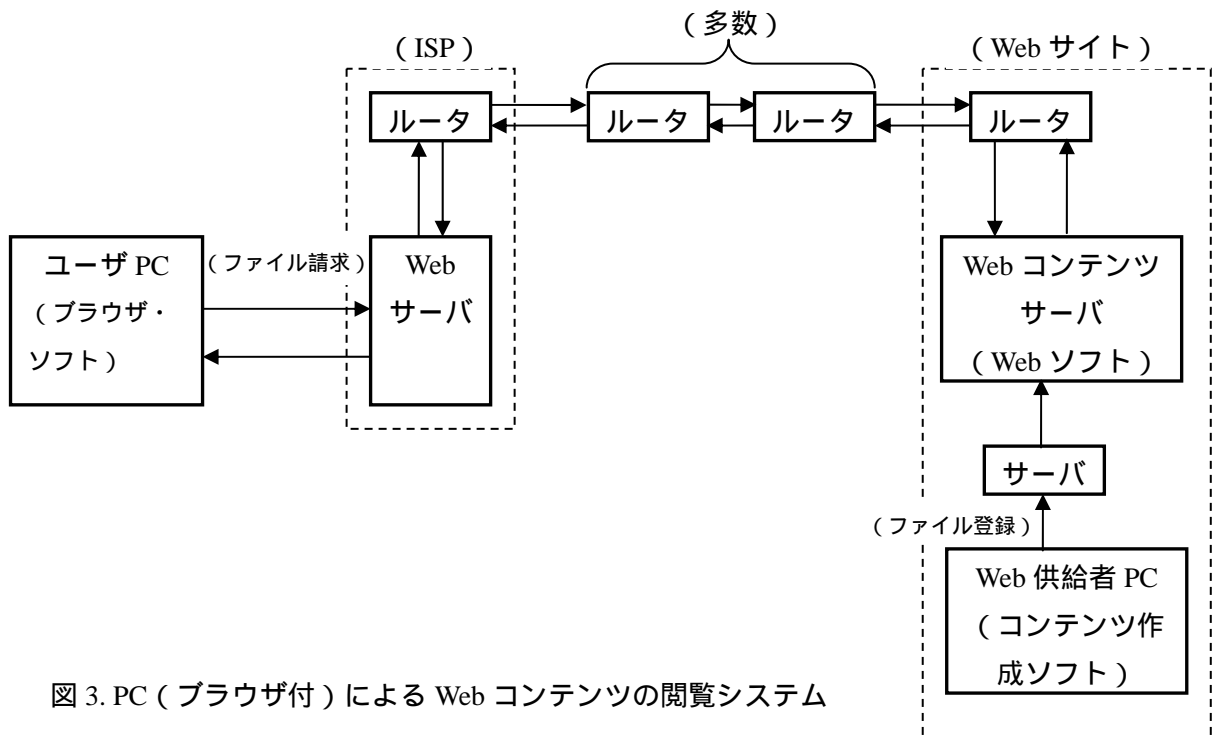 （多数）
（ISP）
（Web サイト）
ルータ
ルータ
ルータ
ルータ
ユーザ PC
（ブラウザ・
ソフト）
（ファイル請求）
Web
サーバ
Web コンテンツ
サーバ
（Web ソフト）
サーバ
（ファイル登録）
Web 供給者 PC
（コンテンツ作
成ソフト）
図 3. PC（ブラウザ付）による Web コンテンツの閲覧システム